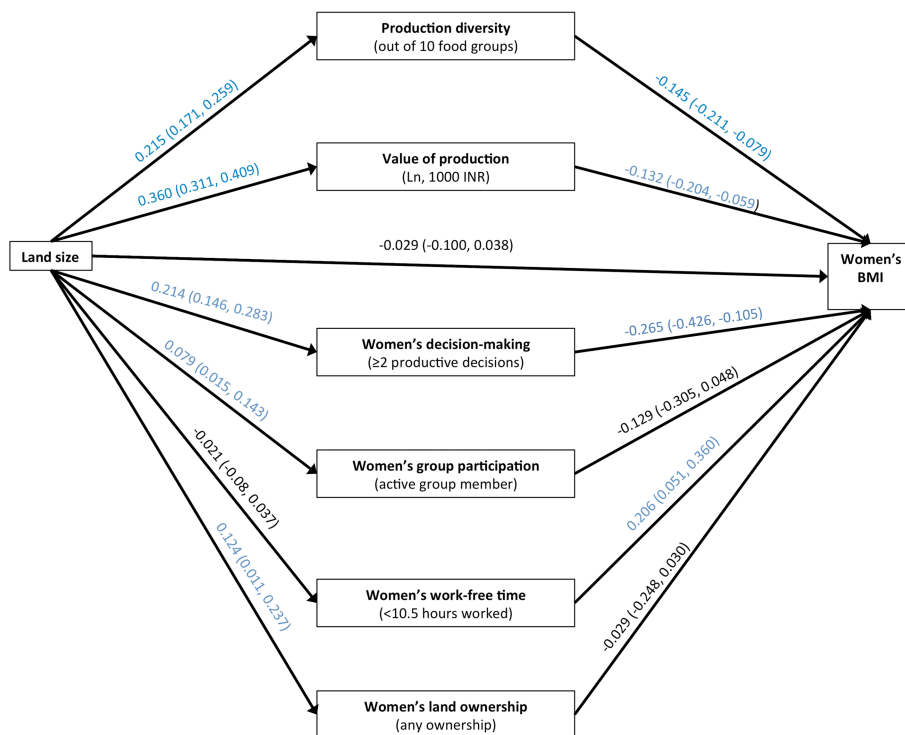 Production diversity
(out of 10 food groups)
0.215 (0.171, 0.259)
-0.145 (-0.211, -0.079)
Value of production
(Ln, 1000 INR)
0.360 (0.311, 0.409)
-0.132 (-0.204, -0.059)
Land size
-0.029 (-0.100, 0.038)
Women's
BMI
0.214 (0.146, 0.283)
Women's decision-making
(≥2 productive decisions)
-0.265 (-0.426, -0.105)
0.079 (0.015, 0.143)
Women's group participation
(active group member)
-0.129 (-0.305, 0.048)
-0.021 (-0.08, 0.037)
Women's work-free time
(<10.5 hours worked)
0.206 (0.051, 0.360)
0.124 (0.011, 0.237)
Women's land ownership
(any ownership)
-0.029 (-0.248, 0.030)